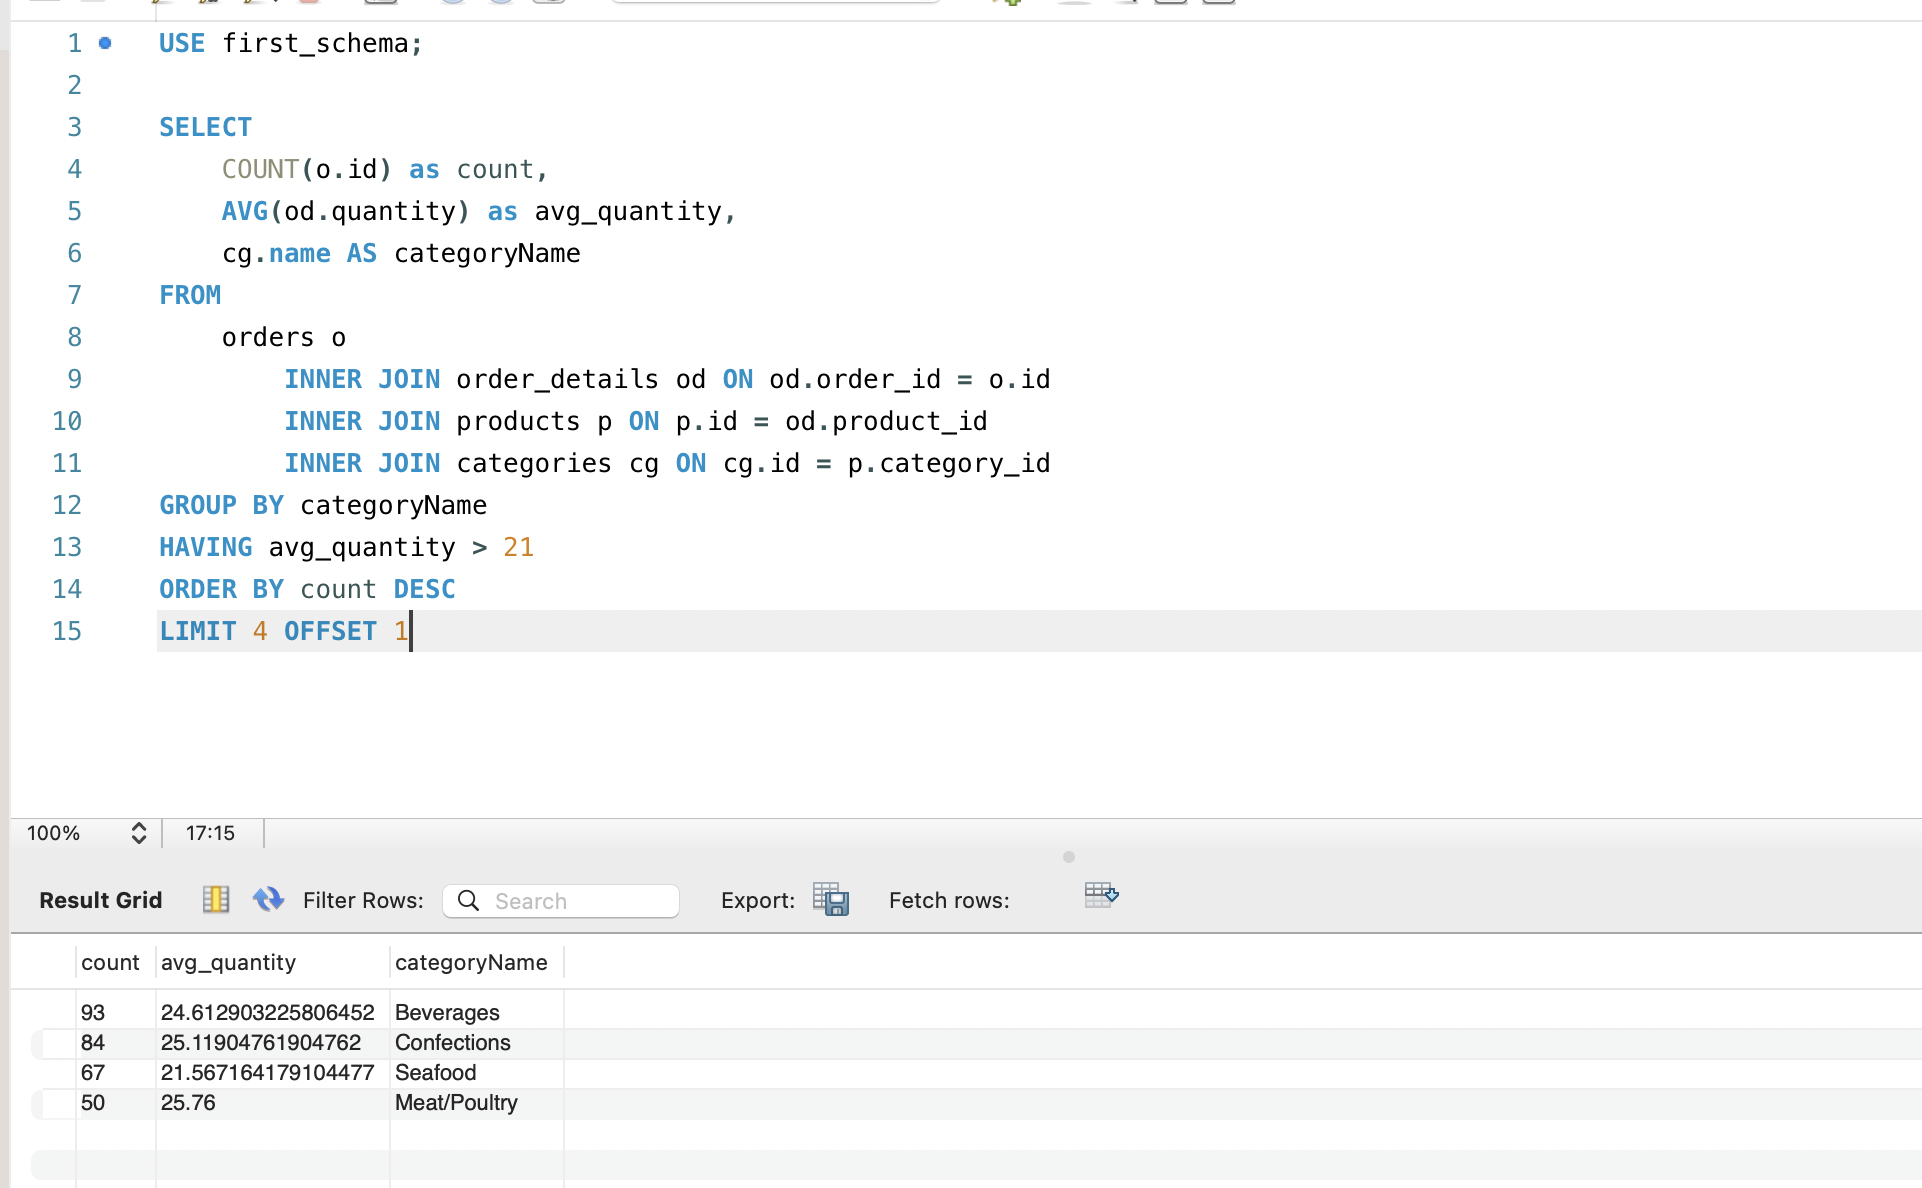 1 USE first_schema;
2
3 SELECT
4 COUNT(o.id) as count,
5 AVG(od.quantity) as avg_quantity,
6 cg.name AS categoryName
7 FROM
8 orders o
9 INNER JOIN order_details od ON od.order_id = o.id
10 INNER JOIN products p ON p.id = od.product_id
11 INNER JOIN categories cg ON cg.id = p.category_id
12 GROUP BY categoryName
13 HAVING avg_quantity > 21
14 ORDER BY count DESC
15 LIMIT 4 OFFSET 1
100% 17:15
Result Grid Filter Rows: Search Export: Fetch rows:
count avg_quantity categoryName
93 24.612903225806452 Beverages
84 25.11904761904762 Confections
67 21.567164179104477 Seafood
50 25.76 Meat/Poultry